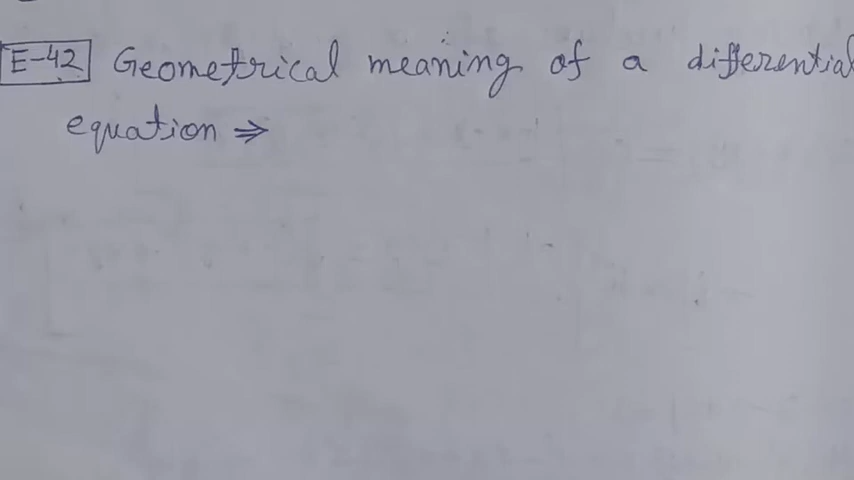 E-42 Geometrical meaning of a differential
equation ⇒